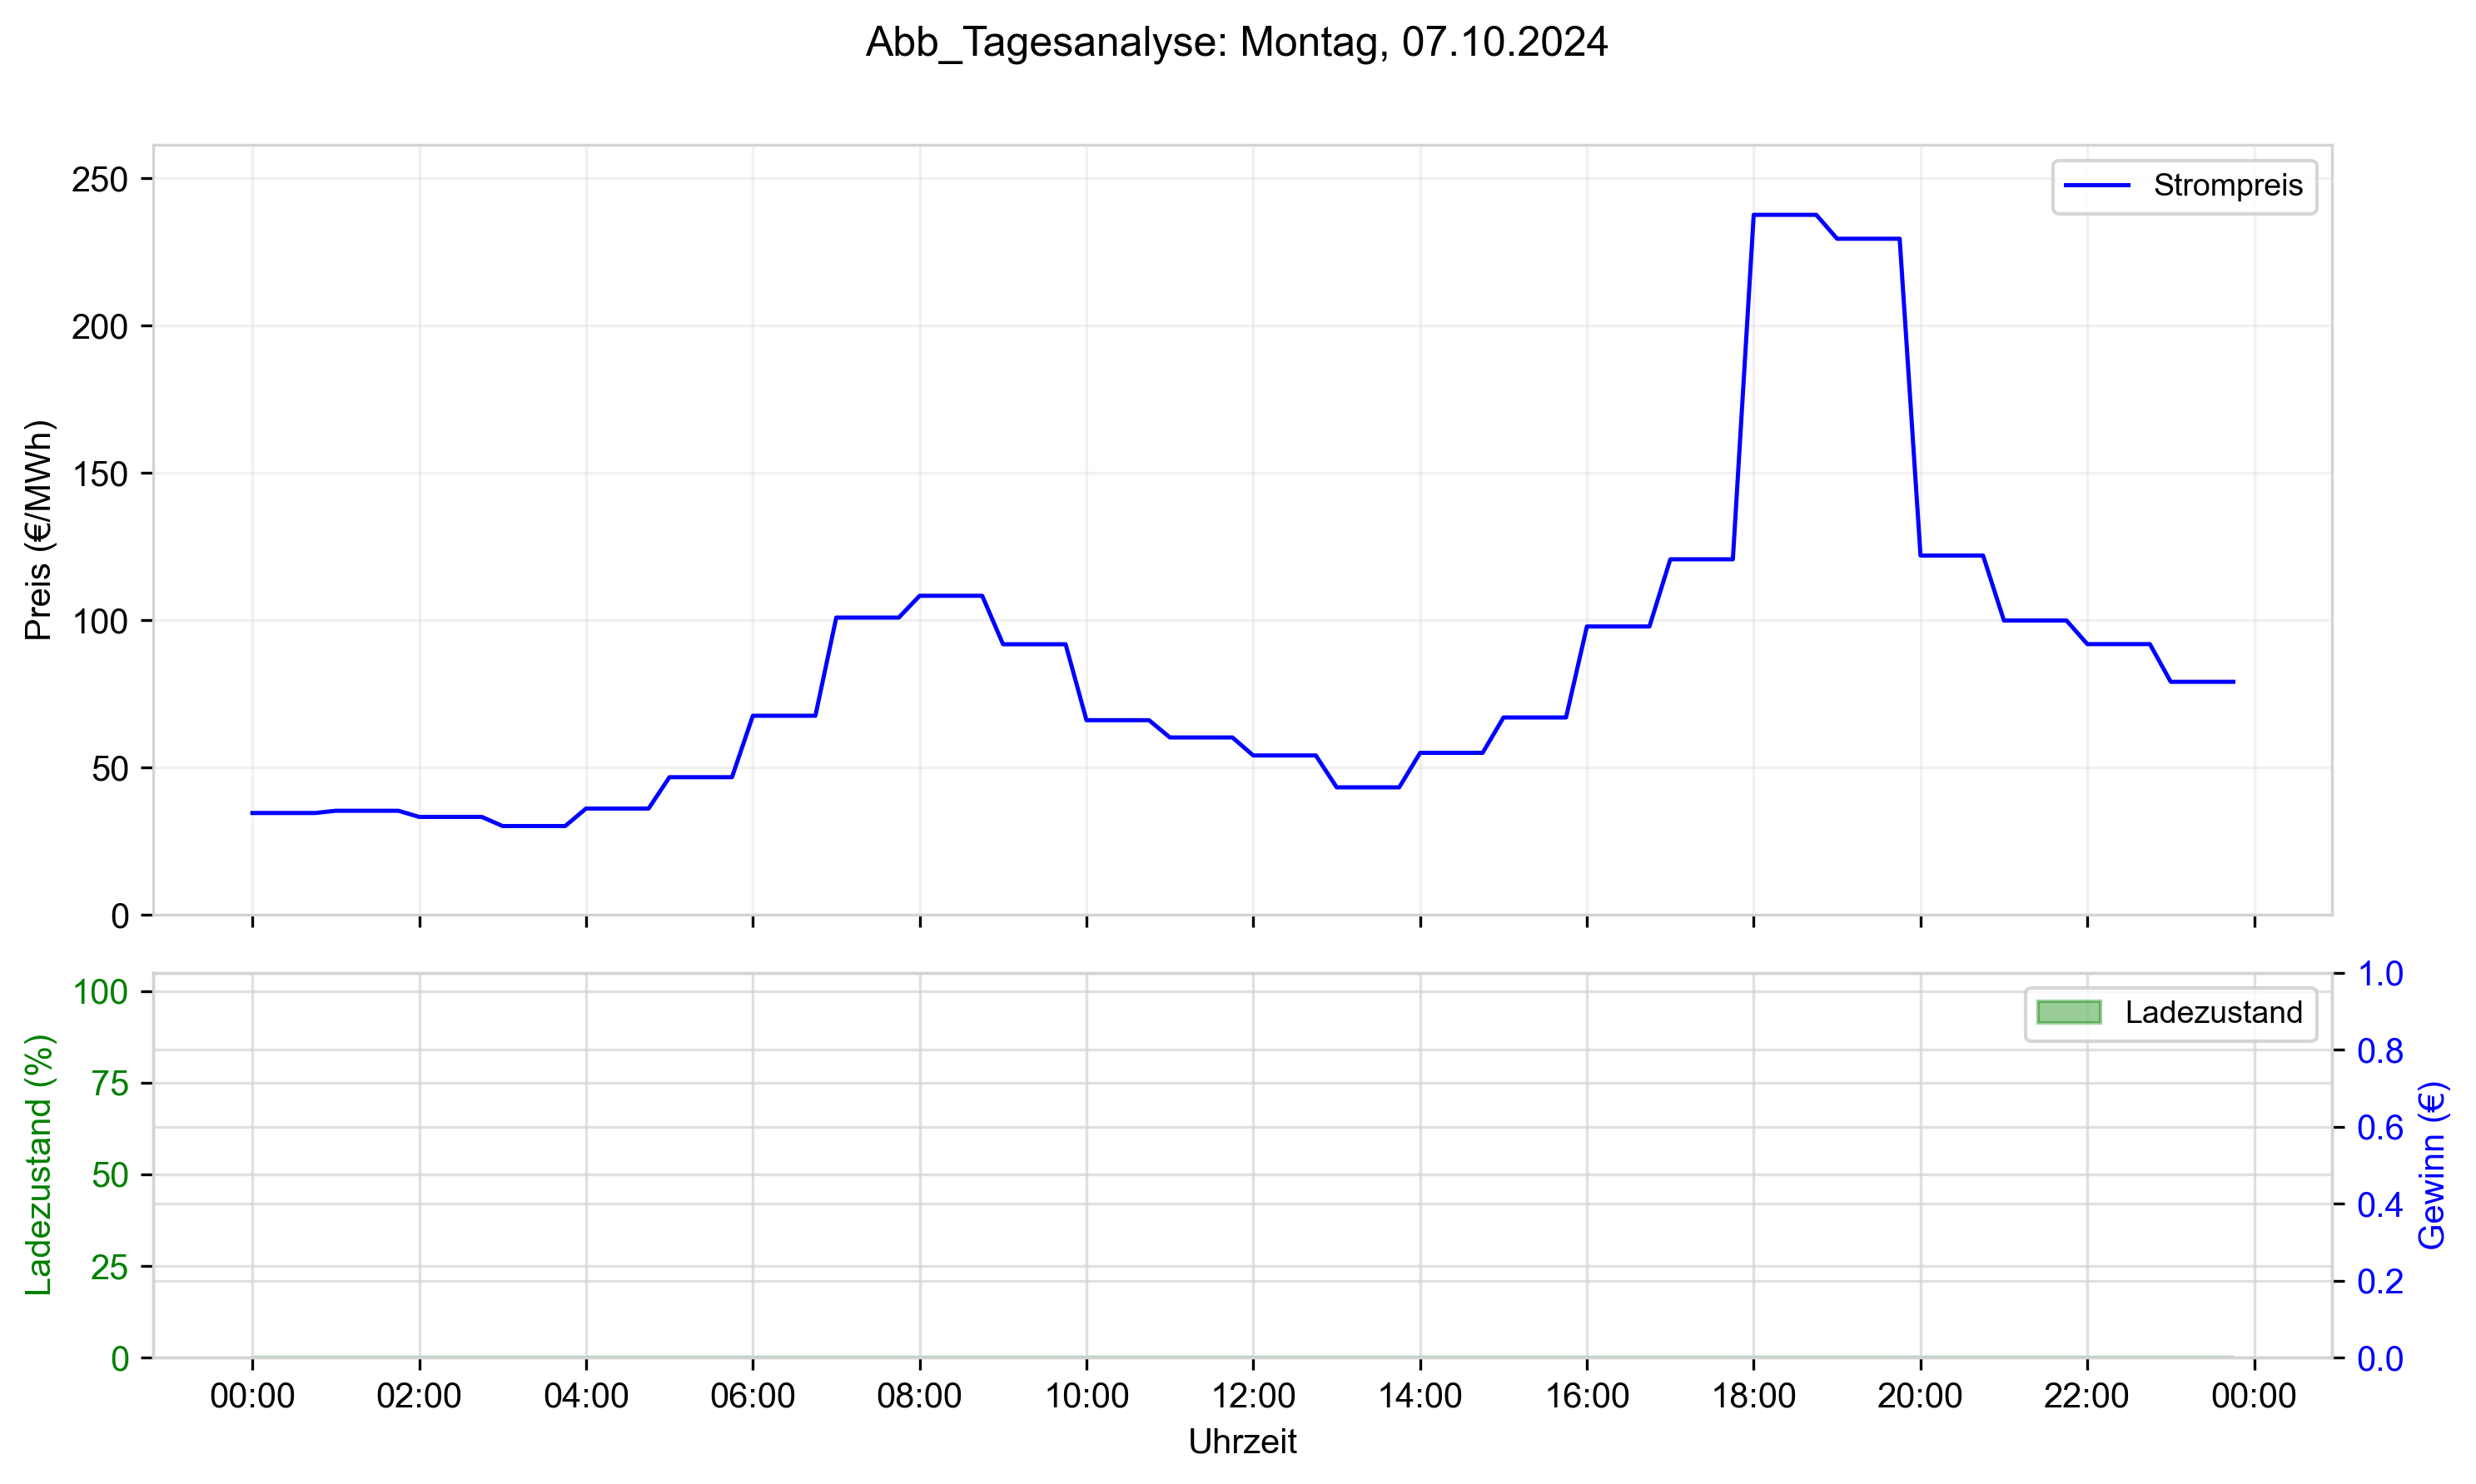 Abb_Tagesanalyse: Montag, 07.10.2024
Strompreis
Preis (€/MWh)
250
200
150
100
50
0
Ladezustand
Ladezustand (%)
100
75
50
25
0
1.0
0.8
0.6
0.4
0.2
0.0
Gewinn (€)
00:00 02:00 04:00 06:00 08:00 10:00 12:00 14:00 16:00 18:00 20:00 22:00 00:00
Uhrzeit